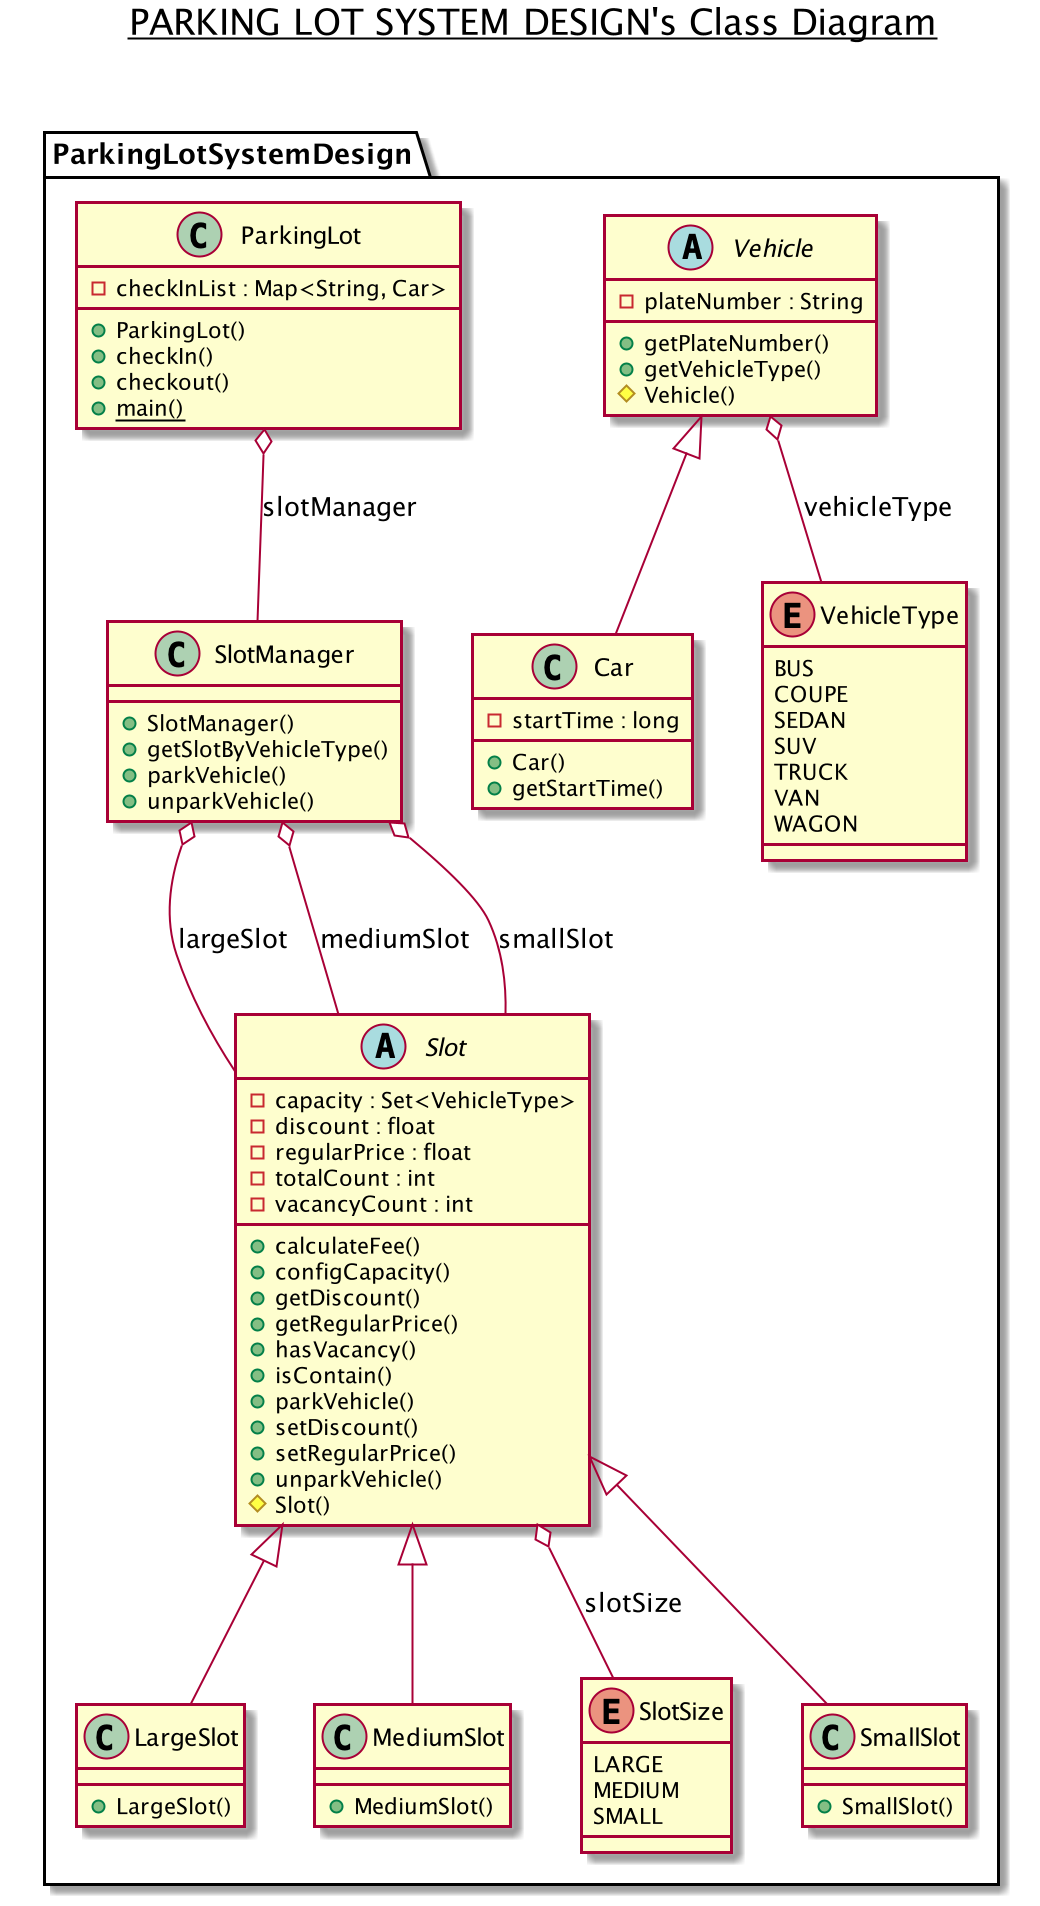 PARKING LOT SYSTEM DESIGN's Class Diagram
ParkingLotSystemDesign
C ParkingLot
checkInList : Map<String, Car>
ParkingLot()
checkIn()
checkout()
main()
A Vehicle
plateNumber : String
getPlateNumber()
getVehicleType()
Vehicle()
slotManager
vehicleType
C SlotManager
SlotManager()
getSlotByVehicleType()
parkVehicle()
unparkVehicle()
C Car
startTime : long
Car()
getStartTime()
E VehicleType
BUS
COUPE
SEDAN
SUV
TRUCK
VAN
WAGON
largeSlot
mediumSlot
smallSlot
A Slot
capacity : Set<VehicleType>
discount : float
regularPrice : float
totalCount : int
vacancyCount : int
calculateFee()
configCapacity()
getDiscount()
getRegularPrice()
hasVacancy()
isContain()
parkVehicle()
setDiscount()
setRegularPrice()
unparkVehicle()
Slot()
slotSize
C LargeSlot
LargeSlot()
C MediumSlot
MediumSlot()
E SlotSize
LARGE
MEDIUM
SMALL
C SmallSlot
SmallSlot()